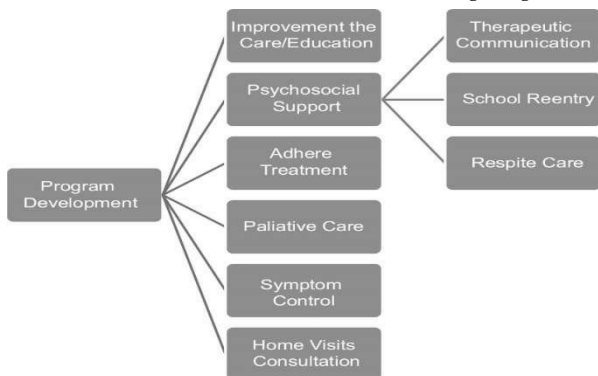 Improvement the
Care/Education
Psychosocial
Support
Adhere
Treatment
Program
Development
Paliative Care
Symptom
Control
Home Visits
Consultation
Therapeutic
Communication
School Reentry
Respite Care